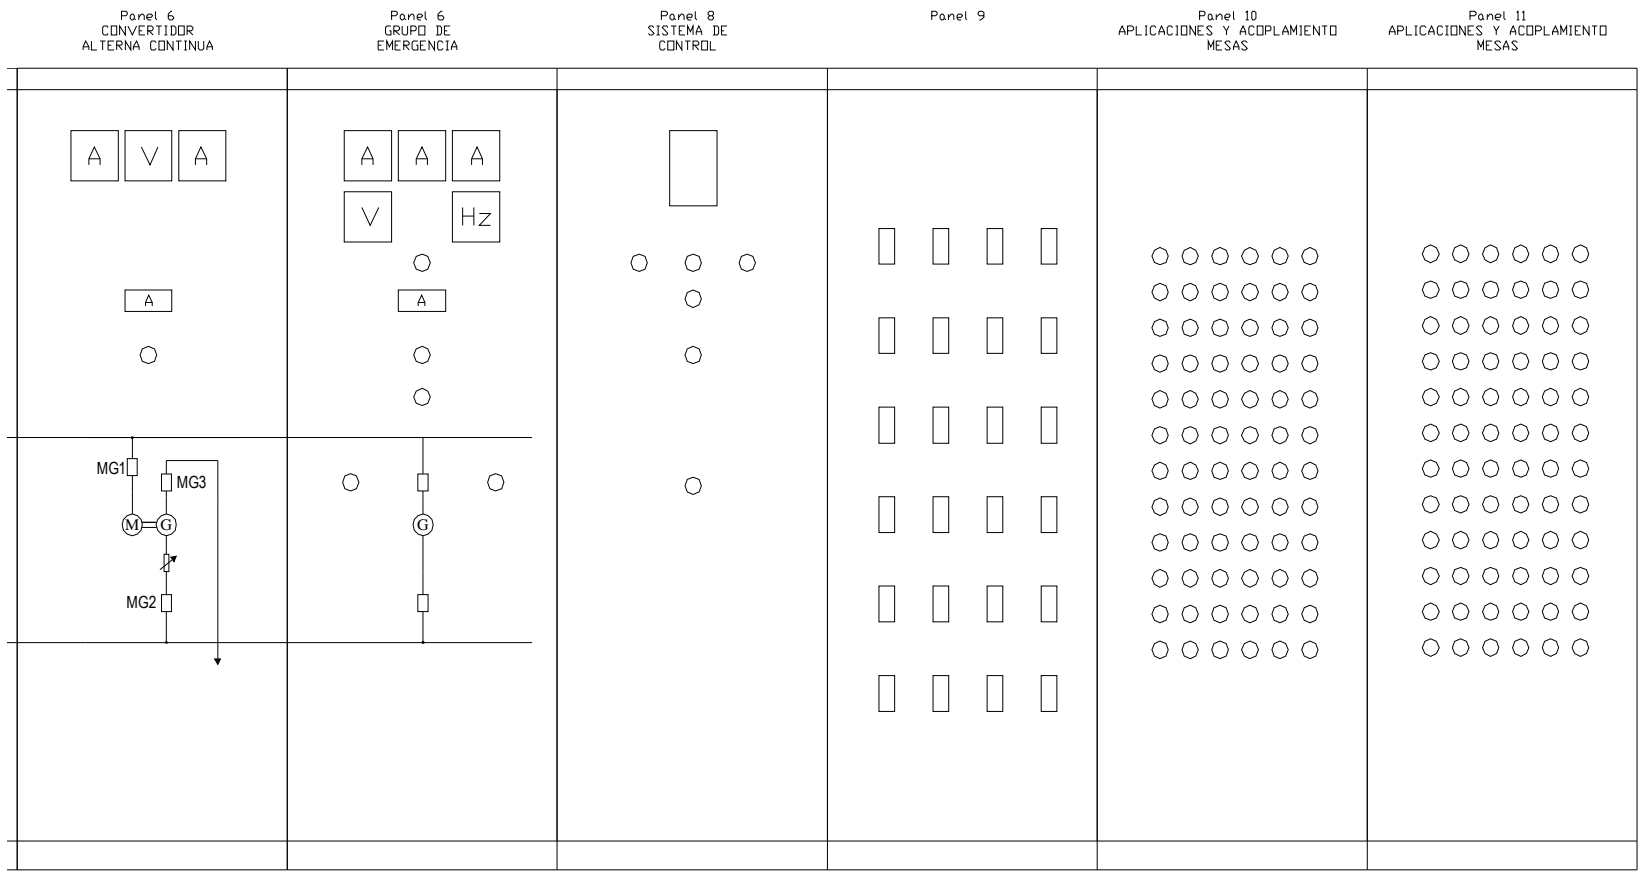 Panel 6
CONVERTIDOR
ALTERNA CONTINUA
Panel 6
GRUPO DE
EMERGENCIA
Panel 8
SISTEMA DE
CONTROL
Panel 9
Panel 10
APLICACIONES Y ACOPLAMIENTO
MESAS
Panel 11
APLICACIONES Y ACOPLAMIENTO
MESAS
A V A
A A A
V Hz
A
A
MG1
MG3
M G
G
MG2